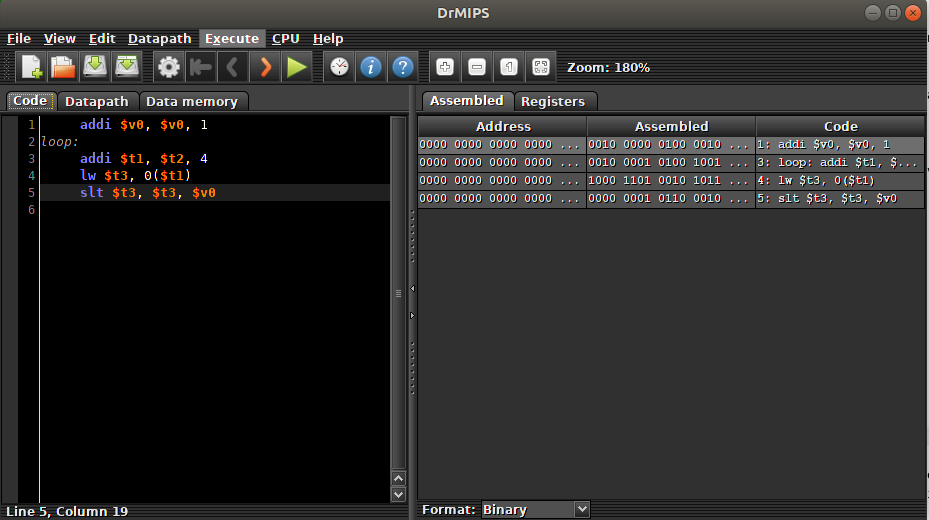 DrMIPS
File View Edit Datapath Execute CPU Help
1 Zoom: 180%
Code Datapath Data memory
1 addi $v0, $v0, 1
2 loop:
3 addi $t1, $t2, 4
4 lw $t3, 0($t1)
5 slt $t3, $t3, $v0
6
Line 5, Column 19
Assembled Registers
Address Assembled Code
0000 0000 0000 0000 ... 0010 0000 0100 0010 ... 1: addi $v0, $v0, 1
0000 0000 0000 0000 ... 0010 0001 0100 1001 ... 3: loop: addi $t1, $...
0000 0000 0000 0000 ... 1000 1101 0010 1011 ... 4: lw $t3, 0($t1)
0000 0000 0000 0000 ... 0000 0001 0110 0010 ... 5: slt $t3, $t3, $v0
Format: Binary